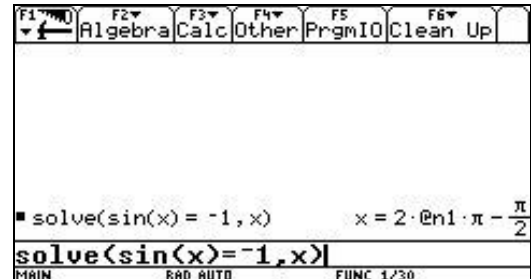 F1 F2 F3 F4 F5 F6
Algebra Calc Other PrgmIO Clean Up
solve(sin(x) = ⁻1, x) x = 2·@n1·π − π/2
solve(sin(x)=⁻1,x)
MAIN RAD AUTO FUNC 1/30